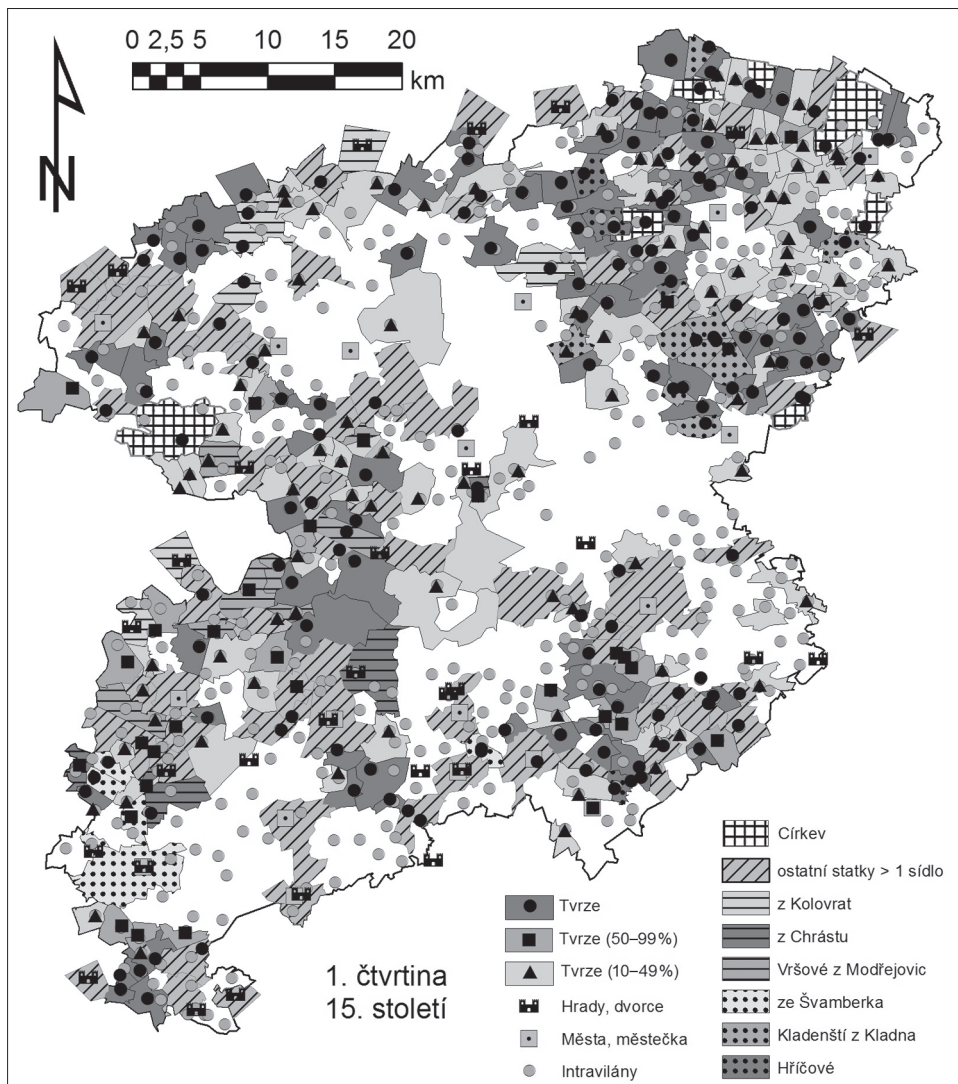 0 2,5 5 10 15 20
km
N
1. čtvrtina
15. století
Tvrze
Tvrze (50–99%)
Tvrze (10–49%)
Hrady, dvorce
Města, městečka
Intravilány
Církev
ostatní statky > 1 sídlo
z Kolovrat
z Chrástu
Vršové z Modřejovic
ze Švamberka
Kladenští z Kladna
Hříčové